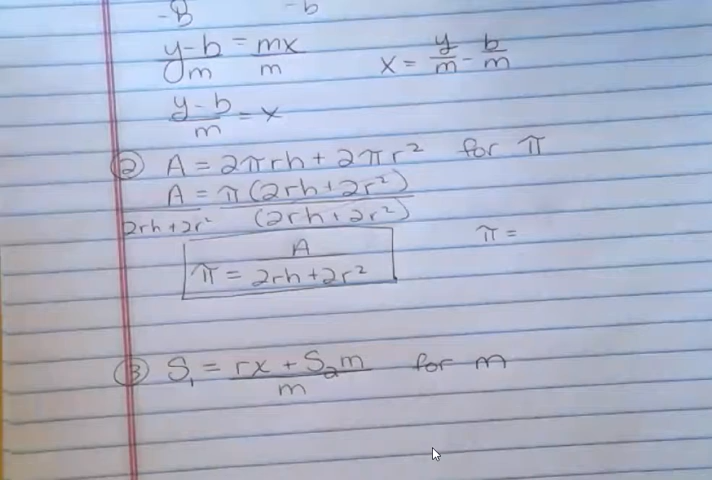 -B -b
y-b = mx
m m
x = y/m - b/m
y-b
m = x
② A = 2πrh + 2πr² for π
A = π(2rh+2r²)
2rh+2r² (2rh+2r²)
A
π = 2rh+2r²
π =
③ S₁ = rx + S₂m for m
m